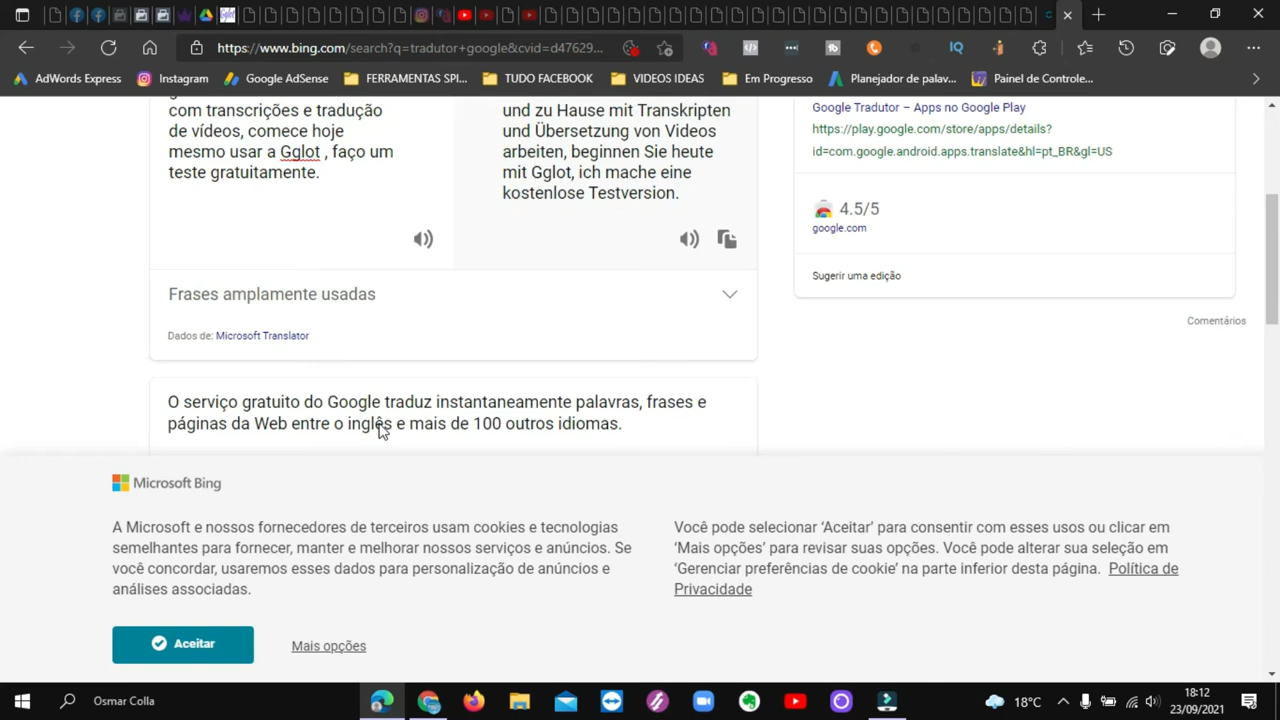 https://www.bing.com/search?q=tradutor+google&cvid=d47629...
AdWords Express
Instagram
Google AdSense
FERRAMENTAS SPI...
TUDO FACEBOOK
VIDEOS IDEAS
Em Progresso
Planejador de palav...
Painel de Controle...
com transcrições e tradução
de vídeos, comece hoje
mesmo usar a Gglot , faço um
teste gratuitamente.
und zu Hause mit Transkripten
und Übersetzung von Videos
arbeiten, beginnen Sie heute
mit Gglot, ich mache eine
kostenlose Testversion.
Frases amplamente usadas
Dados de: Microsoft Translator
O serviço gratuito do Google traduz instantaneamente palavras, frases e
páginas da Web entre o inglês e mais de 100 outros idiomas.
Google Tradutor – Apps no Google Play
https://play.google.com/store/apps/details?
id=com.google.android.apps.translate&hl=pt_BR&gl=US
4.5/5
google.com
Sugerir uma edição
Comentários
Microsoft Bing
A Microsoft e nossos fornecedores de terceiros usam cookies e tecnologias
semelhantes para fornecer, manter e melhorar nossos serviços e anúncios. Se
você concordar, usaremos esses dados para personalização de anúncios e
análises associadas.
Você pode selecionar ‘Aceitar’ para consentir com esses usos ou clicar em
‘Mais opções’ para revisar suas opções. Você pode alterar sua seleção em
‘Gerenciar preferências de cookie’ na parte inferior desta página. Política de
Privacidade
Aceitar
Mais opções
Osmar Colla
18°C
18:12
23/09/2021